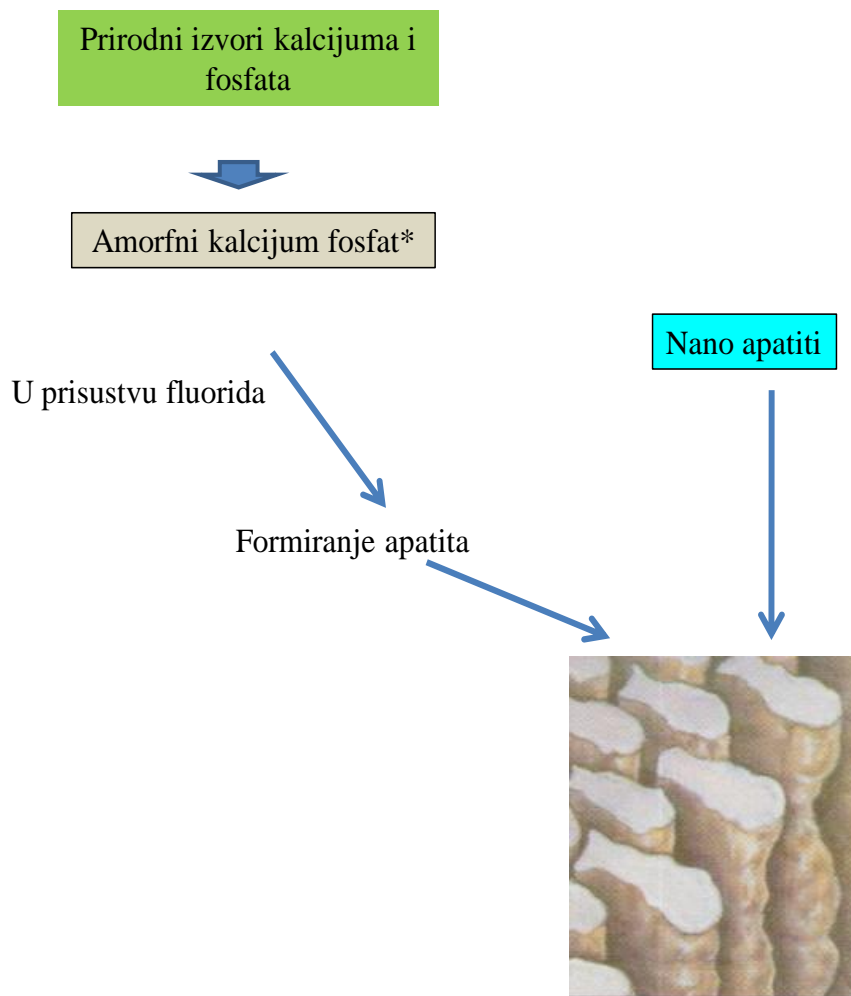 Prirodni izvori kalcijuma i
fosfata
Amorfni kalcijum fosfat*
Nano apatiti
U prisustvu fluorida
Formiranje apatita